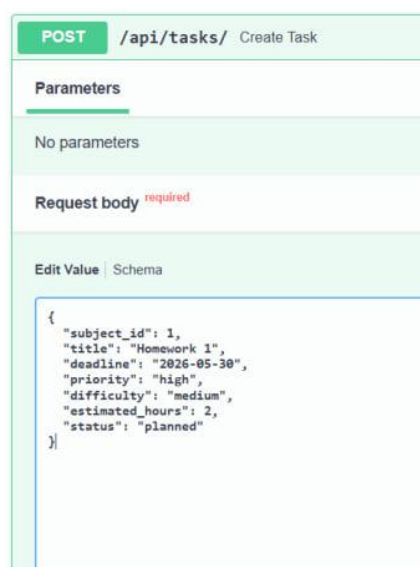 POST /api/tasks/ Create Task
Parameters
No parameters
Request body required
Edit Value | Schema
{
  "subject_id": 1,
  "title": "Homework 1",
  "deadline": "2026-05-30",
  "priority": "high",
  "difficulty": "medium",
  "estimated_hours": 2,
  "status": "planned"
}